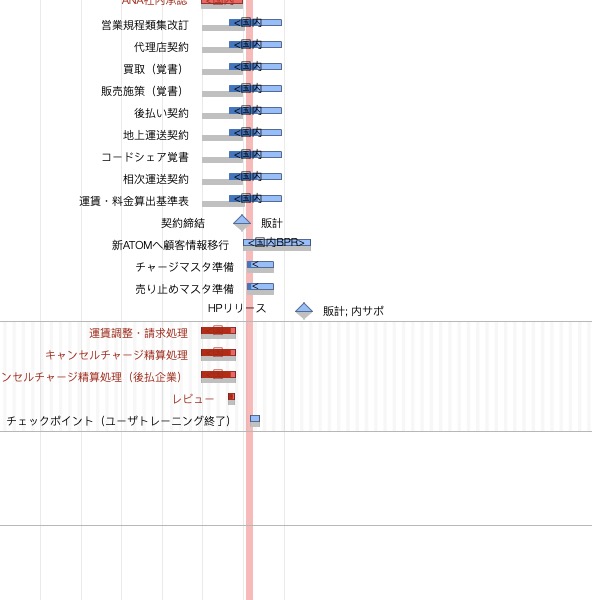 ANA社内承認 <国内
営業規程類集改訂 <国内
代理店契約 <国内
買取（覚書） <国内
販売施策（覚書） <国内
後払い契約 <国内
地上運送契約 <国内
コードシェア覚書 <国内
相次運送契約 <国内
運賃・料金算出基準表 <国内
契約締結 販計
新ATOMへ顧客情報移行 <国内BPR>
チャージマスタ準備 <
売り止めマスタ準備 <
HPリリース 販計; 内サポ
運賃調整・請求処理
キャンセルチャージ精算処理
ンセルチャージ精算処理（後払企業）
レビュー
チェックポイント（ユーザトレーニング終了）